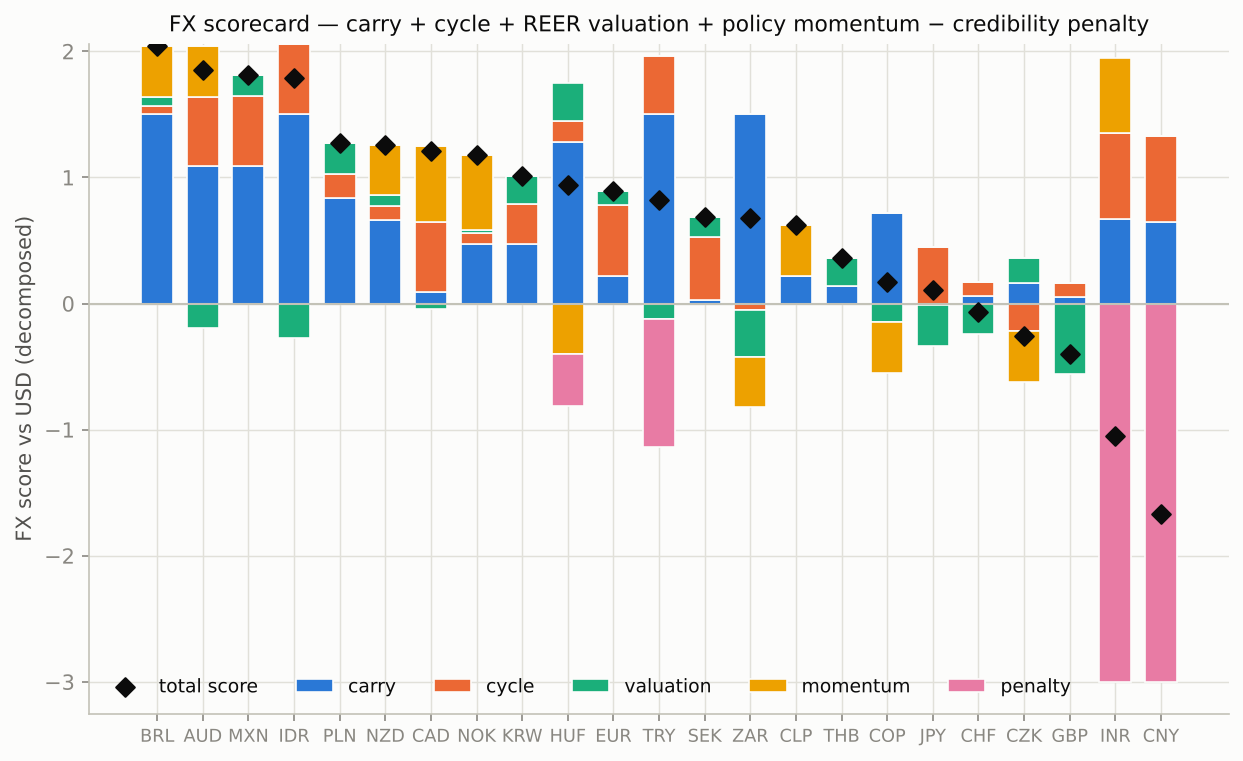 FX scorecard — carry + cycle + REER valuation + policy momentum − credibility penalty
FX score vs USD (decomposed)
2
1
0
−1
−2
−3
total score carry cycle valuation momentum penalty
BRL AUD MXN IDR PLN NZD CAD NOK KRW HUF EUR TRY SEK ZAR CLP THB COP JPY CHF CZK GBP INR CNY